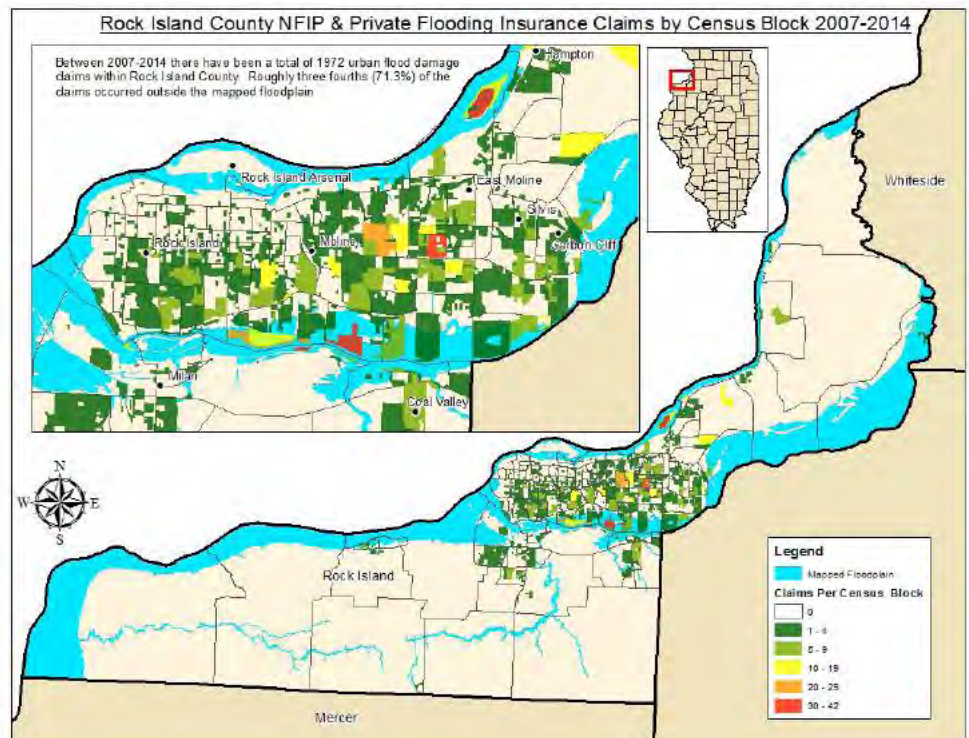 Rock Island County NFIP & Private Flooding Insurance Claims by Census Block 2007-2014
Between 2007-2014 there have been a total of 1972 urban flood damage
claims within Rock Island County. Roughly three fourths (71.3%) of the
claims occurred outside the mapped floodplain
Hampton
Rock Island Arsenal
East Moline
Silvis
Carbon Cliff
Rock Island
Moline
Milan
Coal Valley
Whiteside
N
W
E
S
Rock Island
Mercer
Legend
Mapped Floodplain
Claims Per Census Block
0
1 - 4
5 - 9
10 - 19
20 - 29
30 - 42